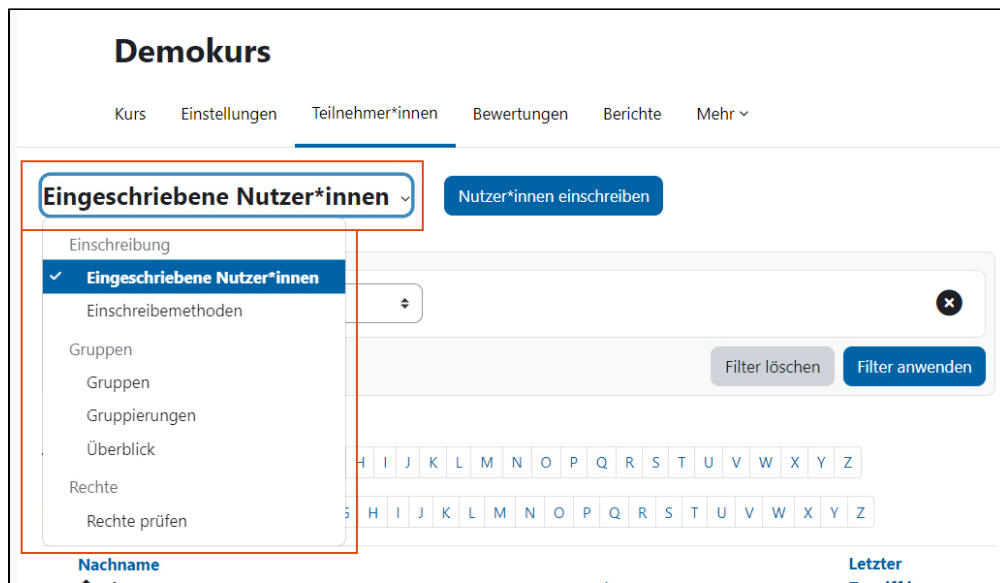 Demokurs
Kurs Einstellungen Teilnehmer*innen Bewertungen Berichte Mehr
Eingeschriebene Nutzer*innen Nutzer*innen einschreiben
Einschreibung
Eingeschriebene Nutzer*innen
Einschreibemethoden
Gruppen
Filter löschen Filter anwenden
Gruppen
Gruppierungen
Überblick
H I J K L M N O P Q R S T U V W X Y Z
Rechte
Rechte prüfen
H I J K L M N O P Q R S T U V W X Y Z
Nachname Letzter